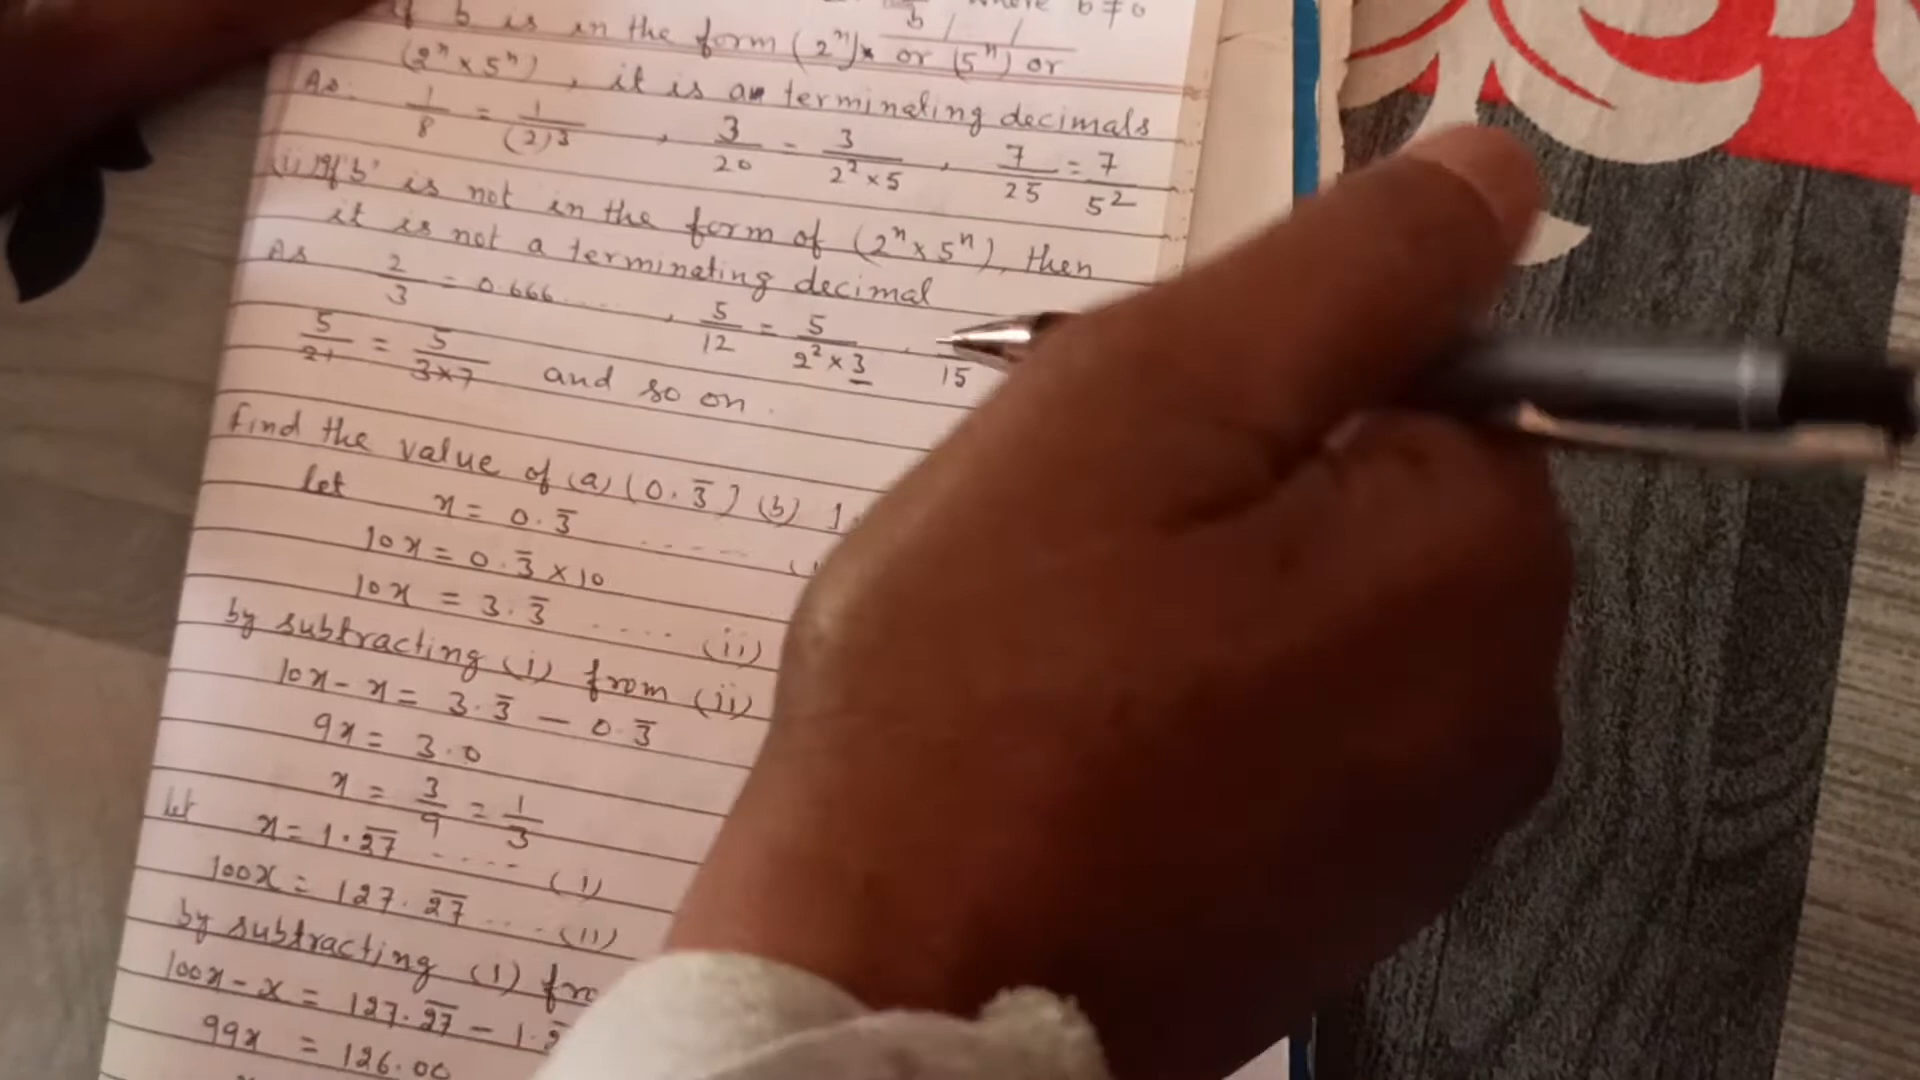 b where b ≠ 0
If b is in the form (2ⁿ) or (5ⁿ) or
(2ⁿ × 5ⁿ), it is a terminating decimals
As. 1/8 = 1/(2)3 , 3/20 = 3/2² × 5 , 7/25 = 7/5²
(i) If 'b' is not in the form of (2ⁿ × 5ⁿ), then
it is not a terminating decimal
As 2/3 = 0.666..... , 5/12 = 5/2² × 3 , 15
5/21 = 5/3×7 and so on.
find the value of (a) (0.3̅) (b) 1.
let x = 0.3̅ ......
10x = 0.3̅ × 10
10x = 3.3̅ .... (ii)
by subtracting (i) from (ii)
10x - x = 3.3̅ - 0.3̅
9x = 3.0
x = 3/9 = 1/3
let x = 1.2̅7̅ ..... (i)
100x = 127.2̅7̅ .... (ii)
by subtracting (i) fro
100x - x = 127.2̅7̅ - 1.2
99x = 126.00